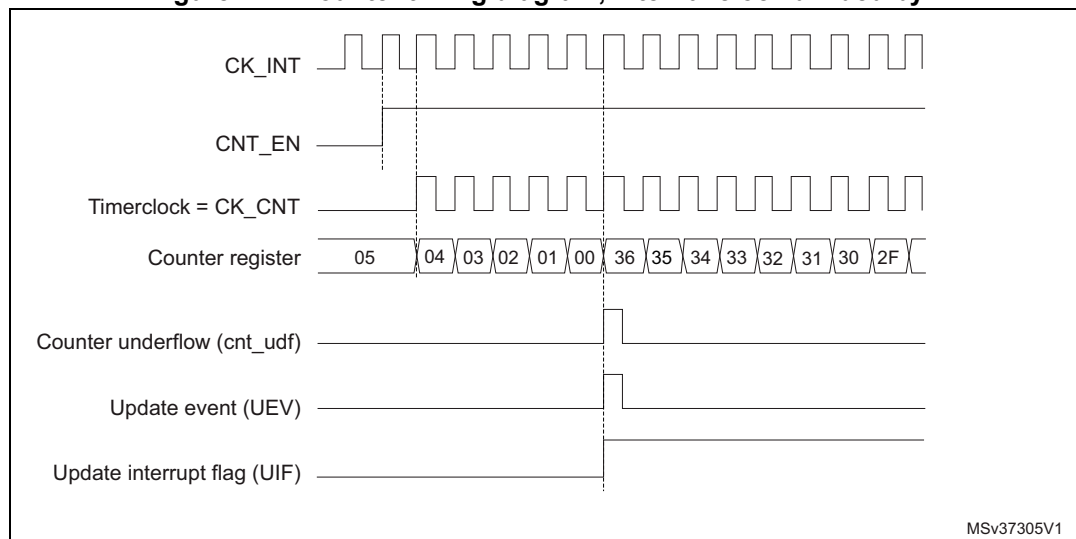 CK_INT
CNT_EN
Timerclock = CK_CNT
Counter register 05 04 03 02 01 00 36 35 34 33 32 31 30 2F
Counter underflow (cnt_udf)
Update event (UEV)
Update interrupt flag (UIF)
MSv37305V1